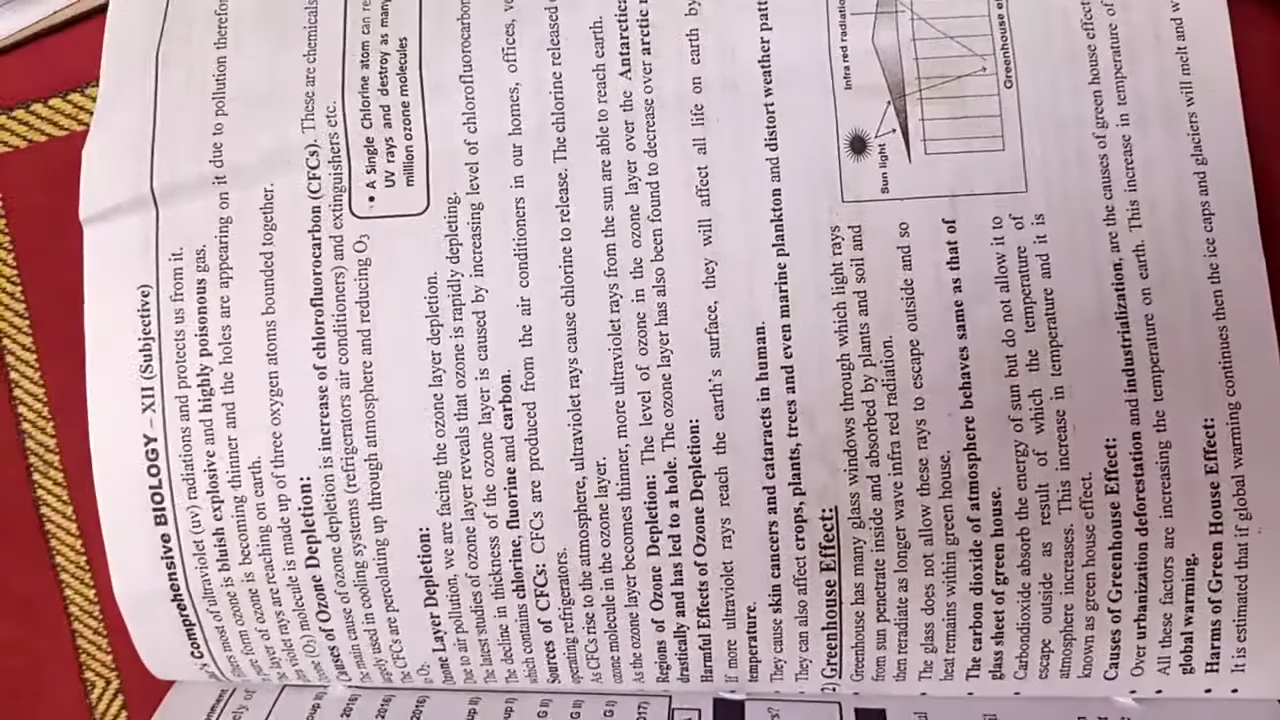 Comprehensive BIOLOGY – XII (Subjective)
most of ultraviolet (uv) radiations and protects us from it.
form ozone is bluish explosive and highly poisonous gas.
layer of ozone is becoming thinner and the holes are appearing on it due to pollution
violet rays are reaching on earth.
(O₃) molecule is made up of three oxygen atoms bounded together.
Causes of Ozone Depletion:
main cause of ozone depletion is increase of chlorofluorocarbon (CFCs). These are chemicals
used in cooling systems (refrigerators air conditioners) and extinguishers etc.
The CFCs are percolating up through atmosphere and reducing O₃
O₂.
• A Single Chlorine atom can
UV rays and destroy as many
million ozone molecules
Layer Depletion:
Due to air pollution, we are facing the ozone layer depletion.
The latest studies of ozone layer reveals that ozone is rapidly depleting.
The decline in thickness of the ozone layer is caused by increasing level of chlorofluorocarbon
which contains chlorine, fluorine and carbon.
Sources of CFCs: CFCs are produced from the air conditioners in our homes, offices,
operating refrigerators.
As CFCs rise to the atmosphere, ultraviolet rays cause chlorine to release. The chlorine released
ozone molecule in the ozone layer.
As the ozone layer becomes thinner, more ultraviolet rays from the sun are able to reach earth.
Regions of Ozone Depletion: The level of ozone in the ozone layer over the Antarctic
drastically and has led to a hole. The ozone layer has also been found to decrease over arctic
Harmful Effects of Ozone Depletion:
If more ultraviolet rays reach the earth's surface, they will affect all life on earth by
temperature.
• They cause skin cancers and cataracts in human.
• They can also affect crops, plants, trees and even marine plankton and distort weather
2) Greenhouse Effect:
• Greenhouse has many glass windows through which light rays
from sun penetrate inside and absorbed by plants and soil and
then reradiate as longer wave infra red radiation.
• The glass does not allow these rays to escape outside and so
heat remains within green house.
• The carbon dioxide of atmosphere behaves same as that of
glass sheet of green house.
• Carbondioxide absorb the energy of sun but do not allow it to
escape outside as result of which the temperature of
atmosphere increases. This increase in temperature and it is
known as green house effect.
Infra red
Sun light
Greenhouse
Causes of Greenhouse Effect:
• Over urbanization deforestation and industrialization, are the causes of green house effect
• All these factors are increasing the temperature on earth. This increase in temperature of
global warming.
• Harms of Green House Effect:
• It is estimated that if global warming continues then the ice caps and glaciers will melt and